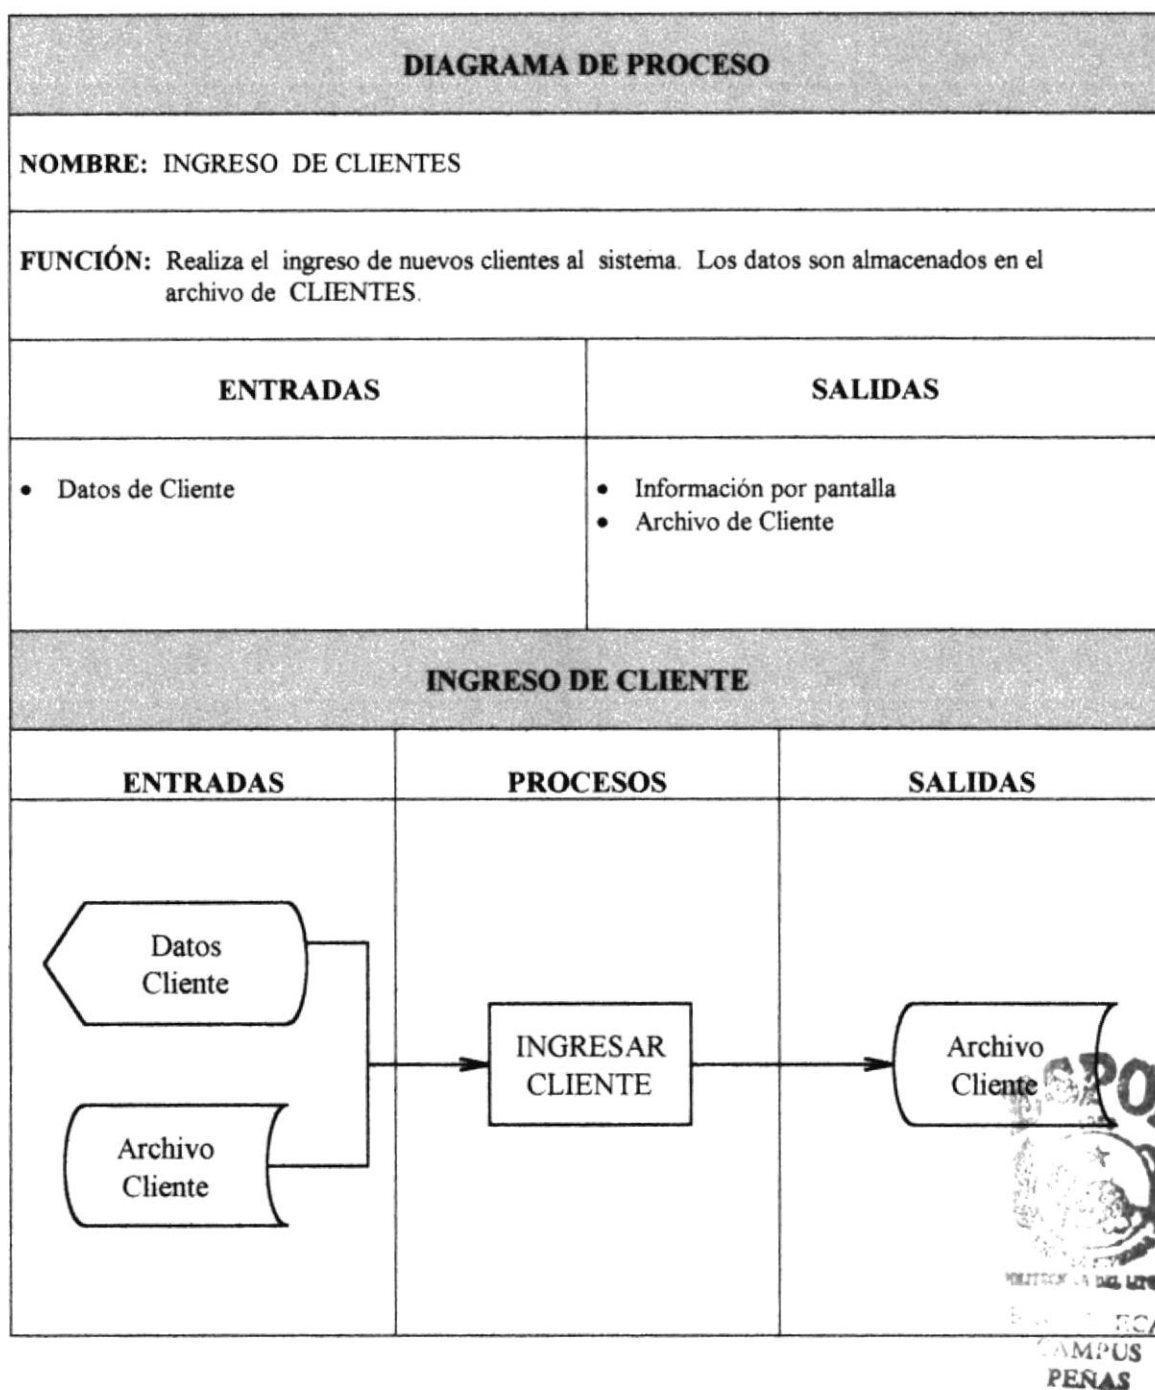 DIAGRAMA DE PROCESO
NOMBRE: INGRESO DE CLIENTES
FUNCIÓN: Realiza el ingreso de nuevos clientes al sistema. Los datos son almacenados en el
archivo de CLIENTES.
ENTRADAS
SALIDAS
• Datos de Cliente
• Información por pantalla
• Archivo de Cliente
INGRESO DE CLIENTE
ENTRADAS
PROCESOS
SALIDAS
Datos
Cliente
Archivo
Cliente
INGRESAR
CLIENTE
Archivo
Cliente
CAMPUS
PEÑAS